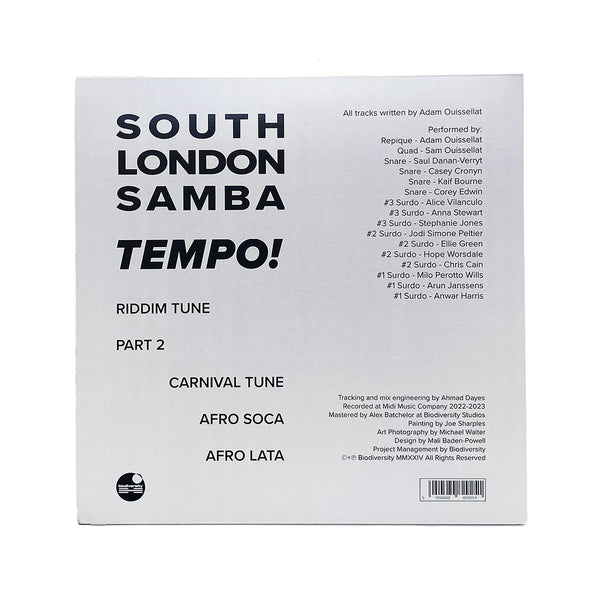 SOUTH
LONDON
SAMBA
TEMPO!
RIDDIM TUNE
PART 2
CARNIVAL TUNE
AFRO SOCA
AFRO LATA
biodiversity
All tracks written by Adam Ouissellat
Performed by:
Repique - Adam Ouissellat
Quad - Sam Ouissellat
Snare - Saul Danan-Verryt
Snare - Casey Cronyn
Snare - Kaif Bourne
Snare - Corey Edwin
#3 Surdo - Alice Vilanculo
#3 Surdo - Anna Stewart
#3 Surdo - Stephanie Jones
#2 Surdo - Jodi Simone Peltier
#2 Surdo - Ellie Green
#2 Surdo - Hope Worsdale
#2 Surdo - Chris Cain
#1 Surdo - Milo Perotto Wills
#1 Surdo - Arun Janssens
#1 Surdo - Anwar Harris
Tracking and mix engineering by Ahmad Dayes
Recorded at Midi Music Company 2022-2023
Mastered by Alex Batchelor at Biodiversity Studios
Painting by Joe Sharples
Art Photography by Michael Walter
Design by Mali Baden-Powell
Project Management by Biodiversity
©+℗ Biodiversity MMXXIV All Rights Reserved